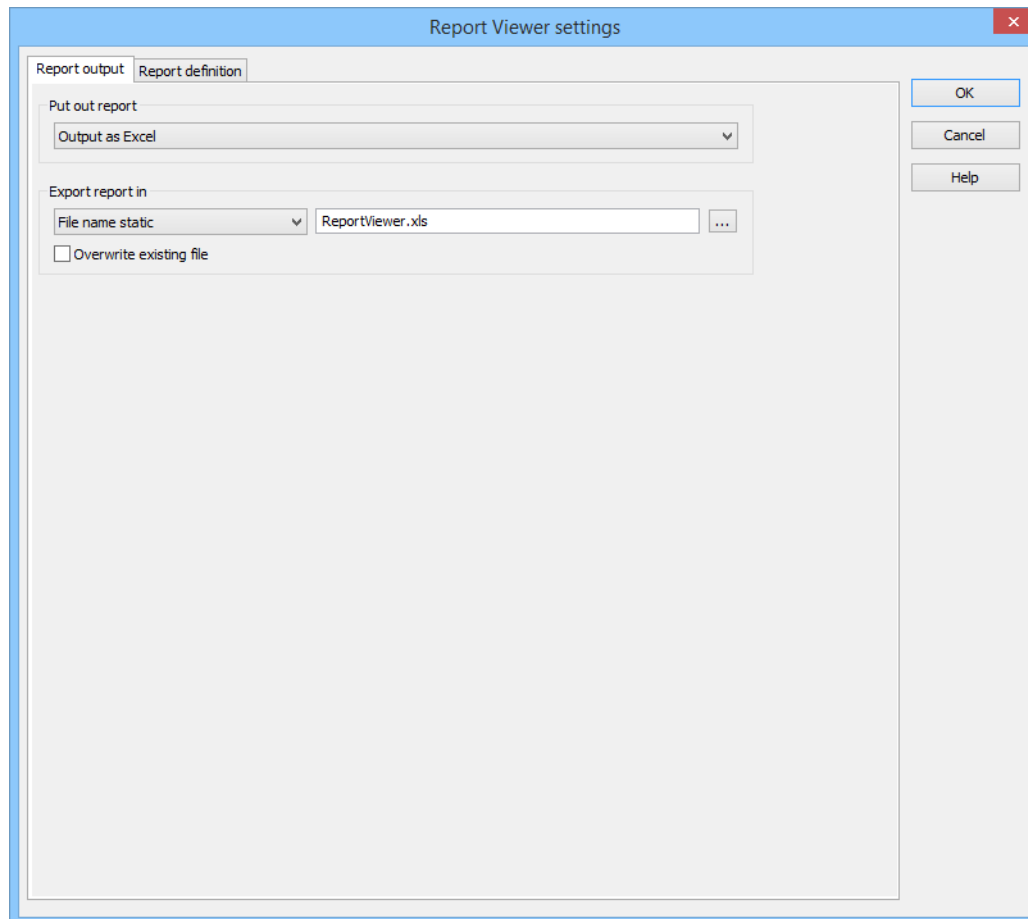 Report Viewer settings
Report output
Report definition
OK
Cancel
Help
Put out report
Output as Excel
Export report in
File name static
ReportViewer.xls
...
Overwrite existing file